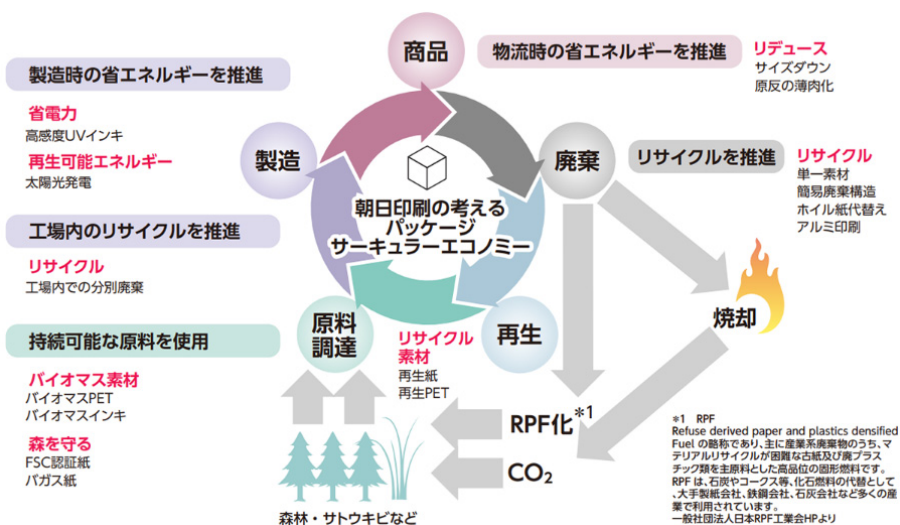 商品
物流時の省エネルギーを推進
リデュース
サイズダウン
原反の薄肉化
製造時の省エネルギーを推進
省電力
高感度UVインキ
再生可能エネルギー
太陽光発電
製造
朝日印刷の考える
パッケージ
サーキュラーエコノミー
廃棄
リサイクルを推進
リサイクル
単一素材
簡易廃棄構造
ホイル紙代替え
アルミ印刷
工場内のリサイクルを推進
リサイクル
工場内での分別廃棄
焼却
原料
調達
再生
リサイクル
素材
再生紙
再生PET
持続可能な原料を使用
バイオマス素材
バイオマスPET
バイオマスインキ
森を守る
FSC認証紙
バガス紙
RPF化*1
CO2
森林・サトウキビなど
*1 RPF
Refuse derived paper and plastics densified
Fuel の略称であり、主に産業系廃棄物のうち、マ
テリアルリサイクルが困難な古紙及び廃プラス
チック類を主原料とした高品位の固形燃料です。
RPF は、石炭やコークス等、化石燃料の代替として
、大手製紙会社、鉄鋼会社、石灰会社など多くの産
業で利用されています。
一般社団法人日本RPF工業会HPより